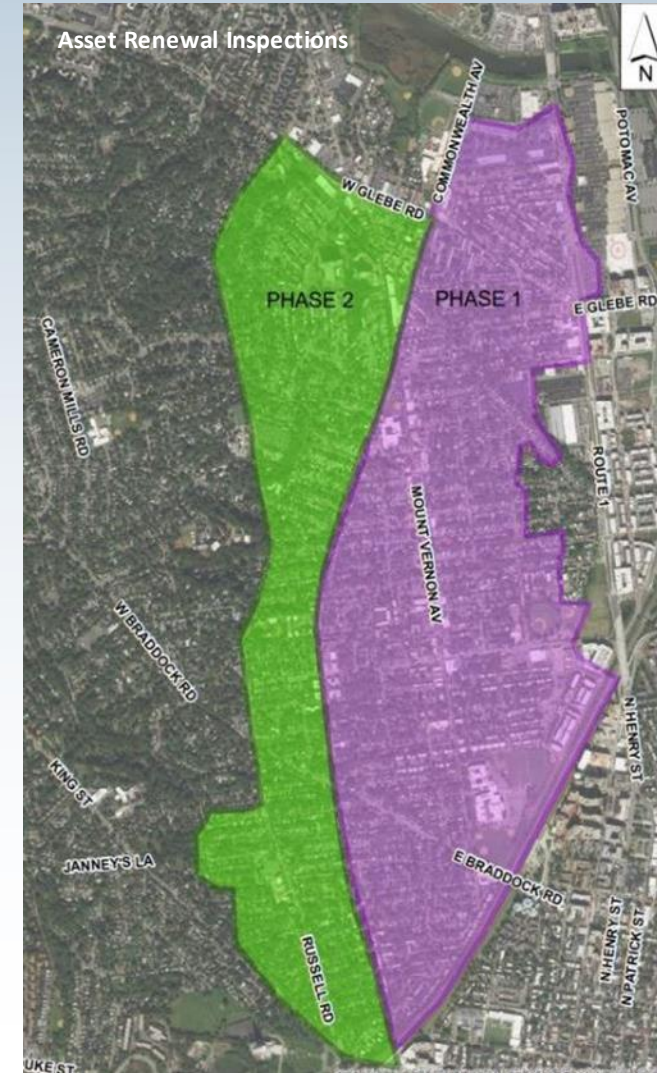 Asset Renewal Inspections
N
COMMONWEALTH AV
POTOMAC AV
W GLEBE RD
PHASE 2
PHASE 1
E GLEBE RD
CAMERON MILLS RD
ROUTE 1
MOUNT VERNON AV
W BRADDOCK RD
N HENRY ST
KING ST
JANNEY'S LA
E BRADDOCK RD
N HENRY ST
N PATRICK ST
RUSSELL RD
UKE ST